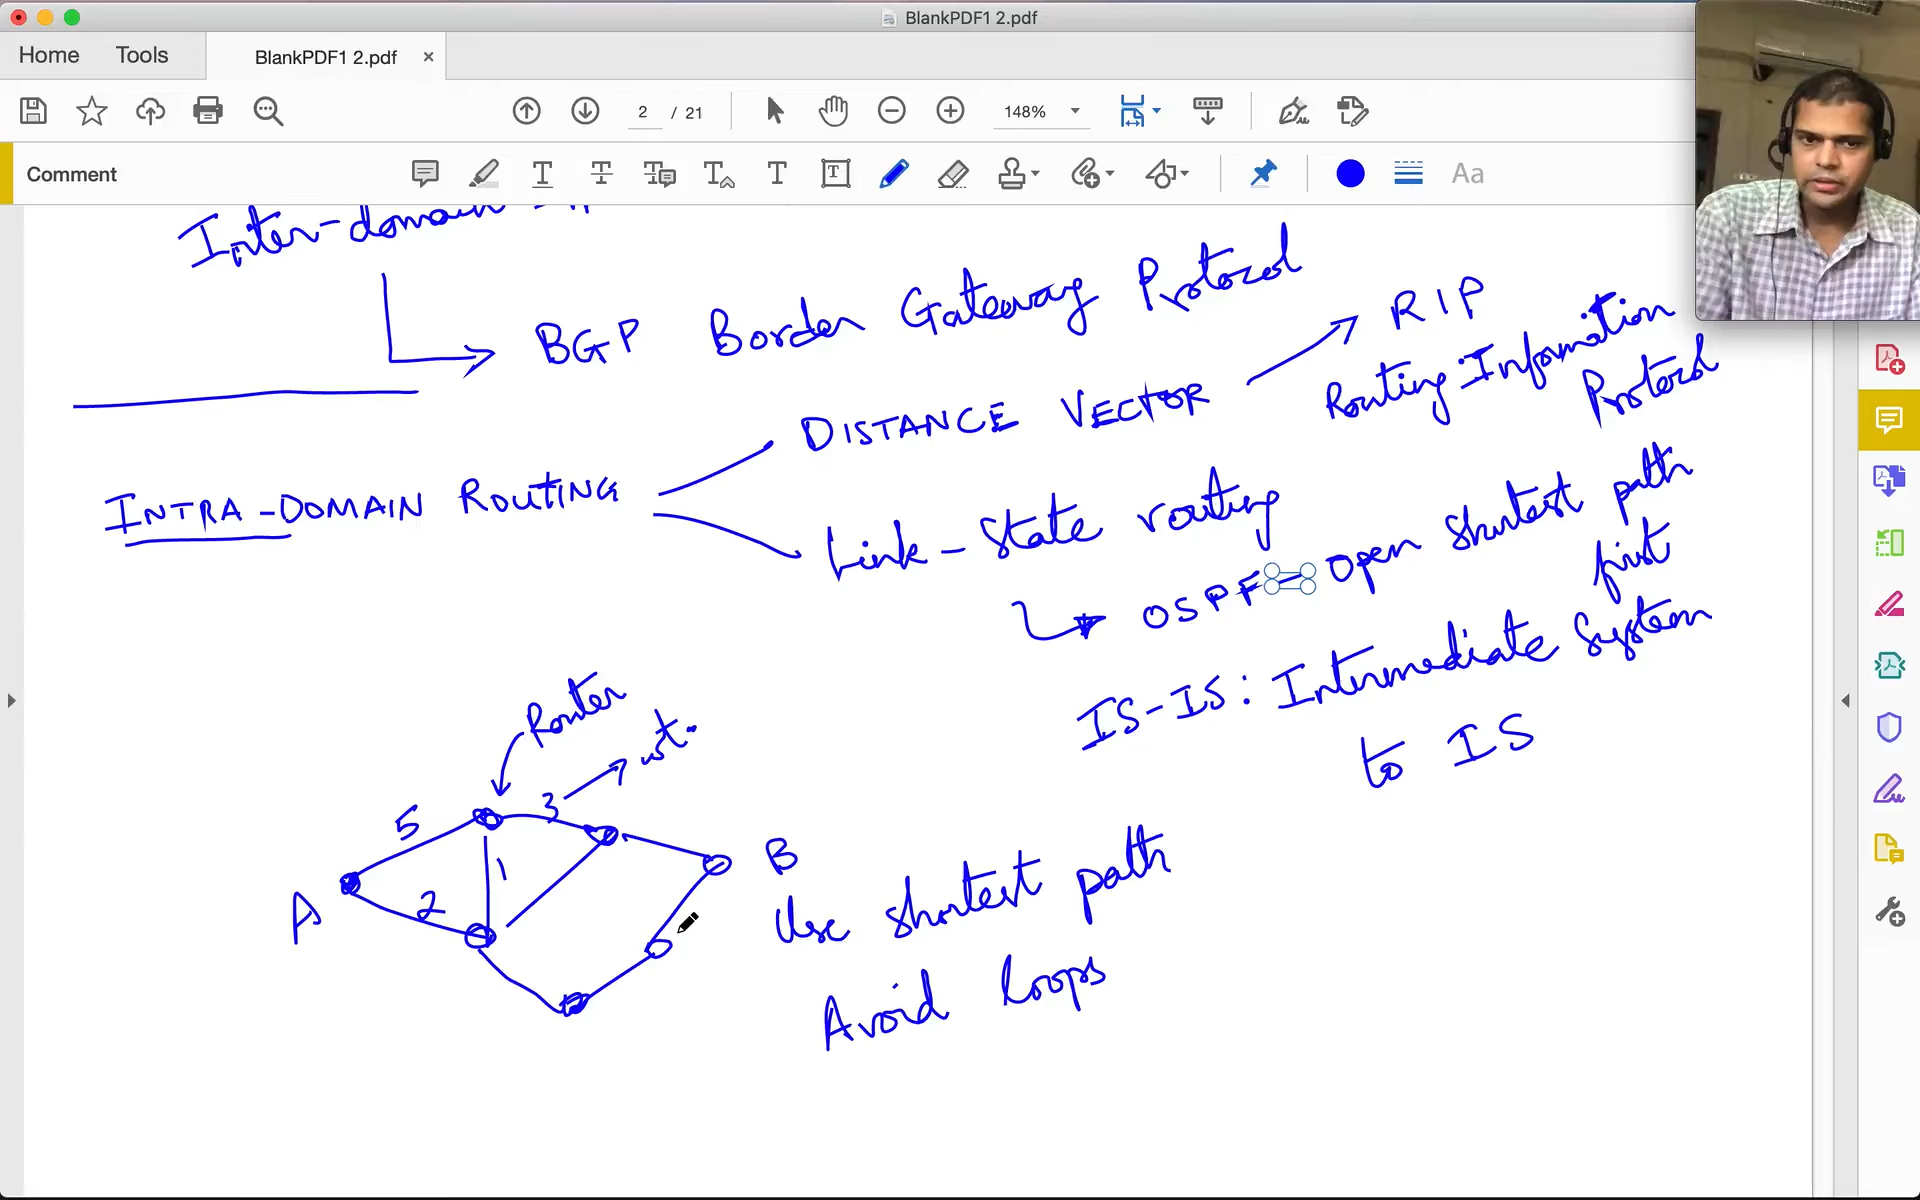 BlankPDF1 2.pdf
Home Tools BlankPDF1 2.pdf ×
2 / 21 148%
Comment
Inter-domain
BGP Border Gateway Protocol
RIP
Routing Information
Protocol
DISTANCE VECTOR
INTRA-DOMAIN ROUTING
Link-State routing
OSPF Open Shortest path
first
IS-IS: Intermediate System
to IS
Router
wt.
5
3
1
2
A
B
Use shortest path
Avoid loops